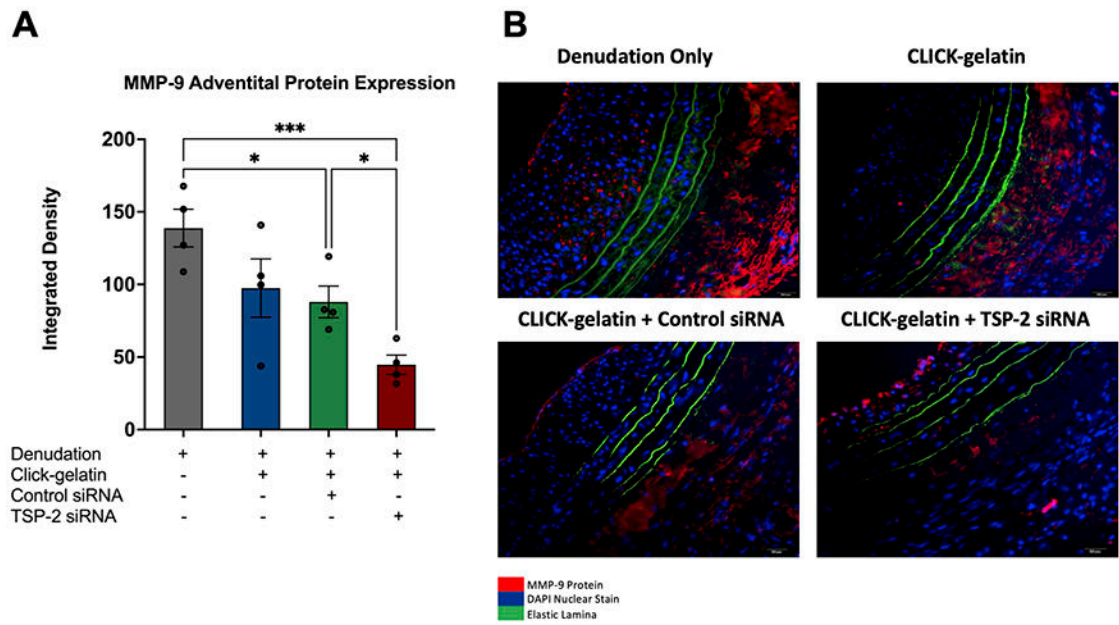 A
MMP-9 Adventital Protein Expression
***
*
*
Integrated Density
200
150
100
50
0
Denudation + + + +
Click-gelatin - + + +
Control siRNA - - + -
TSP-2 siRNA - - - +
B
Denudation Only
CLICK-gelatin
CLICK-gelatin + Control siRNA
CLICK-gelatin + TSP-2 siRNA
MMP-9 Protein
DAPI Nuclear Stain
Elastic Lamina